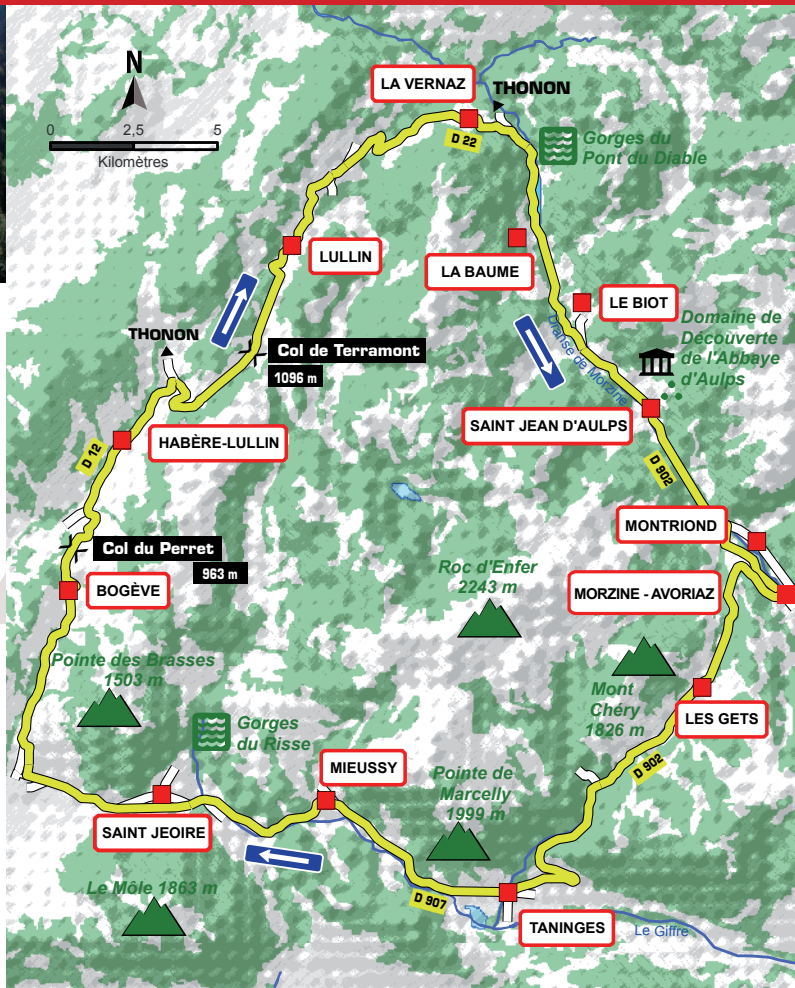 N
0
2,5
5
Kilomètres
LA VERNAZ
THONON
D 22
Gorges du
Pont du Diable
LULLIN
LA BAUME
LE BIOT
Dranse de Morzine
Domaine de
Découverte
de l'Abbaye
d'Aulps
THONON
Col de Terramont
1096 m
SAINT JEAN D'AULPS
HABÈRE-LULLIN
D 12
D 902
MONTRIOND
Col du Perret
963 m
Roc d'Enfer
2243 m
MORZINE - AVORIAZ
BOGÈVE
Pointe des Brasses
1503 m
Mont
Chéry
1826 m
LES GETS
Gorges
du Risse
MIEUSSY
Pointe de
Marcelly
1999 m
D 902
SAINT JEOIRE
Le Môle 1863 m
D 907
TANINGES
Le Giffre